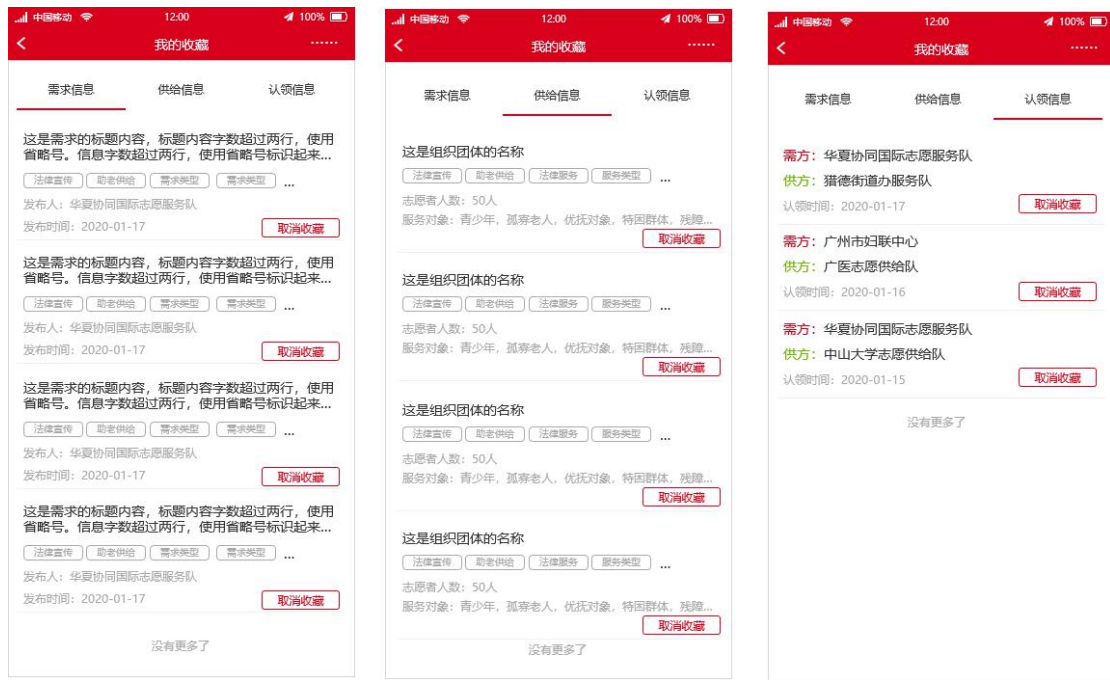 中国移动 12:00 100%
我的收藏 ······
需求信息 供给信息 认领信息
这是需求的标题内容，标题内容字数超过两行，使用
省略号。信息字数超过两行，使用省略号标识起来...
法律宣传 助老供给 需求类型 需求类型 ...
发布人：华夏协同国际志愿服务队
发布时间：2020-01-17 取消收藏
这是需求的标题内容，标题内容字数超过两行，使用
省略号。信息字数超过两行，使用省略号标识起来...
法律宣传 助老供给 需求类型 需求类型 ...
发布人：华夏协同国际志愿服务队
发布时间：2020-01-17 取消收藏
这是需求的标题内容，标题内容字数超过两行，使用
省略号。信息字数超过两行，使用省略号标识起来...
法律宣传 助老供给 需求类型 需求类型 ...
发布人：华夏协同国际志愿服务队
发布时间：2020-01-17 取消收藏
这是需求的标题内容，标题内容字数超过两行，使用
省略号。信息字数超过两行，使用省略号标识起来...
法律宣传 助老供给 需求类型 需求类型 ...
发布人：华夏协同国际志愿服务队
发布时间：2020-01-17 取消收藏
没有更多了
中国移动 12:00 100%
我的收藏 ······
需求信息 供给信息 认领信息
这是组织团体的名称
法律宣传 助老供给 法律服务 服务类型 ...
志愿者人数：50人
服务对象：青少年，孤寡老人，优抚对象，特困群体，残障...
取消收藏
这是组织团体的名称
法律宣传 助老供给 法律服务 服务类型 ...
志愿者人数：50人
服务对象：青少年，孤寡老人，优抚对象，特困群体，残障...
取消收藏
这是组织团体的名称
法律宣传 助老供给 法律服务 服务类型 ...
志愿者人数：50人
服务对象：青少年，孤寡老人，优抚对象，特困群体，残障...
取消收藏
这是组织团体的名称
法律宣传 助老供给 法律服务 服务类型 ...
志愿者人数：50人
服务对象：青少年，孤寡老人，优抚对象，特困群体，残障...
取消收藏
没有更多了
中国移动 12:00 100%
我的收藏 ······
需求信息 供给信息 认领信息
需方：华夏协同国际志愿服务队
供方：猎德街道办服务队
认领时间：2020-01-17 取消收藏
需方：广州市妇联中心
供方：广医志愿供给队
认领时间：2020-01-16 取消收藏
需方：华夏协同国际志愿服务队
供方：中山大学志愿供给队
认领时间：2020-01-15 取消收藏
没有更多了